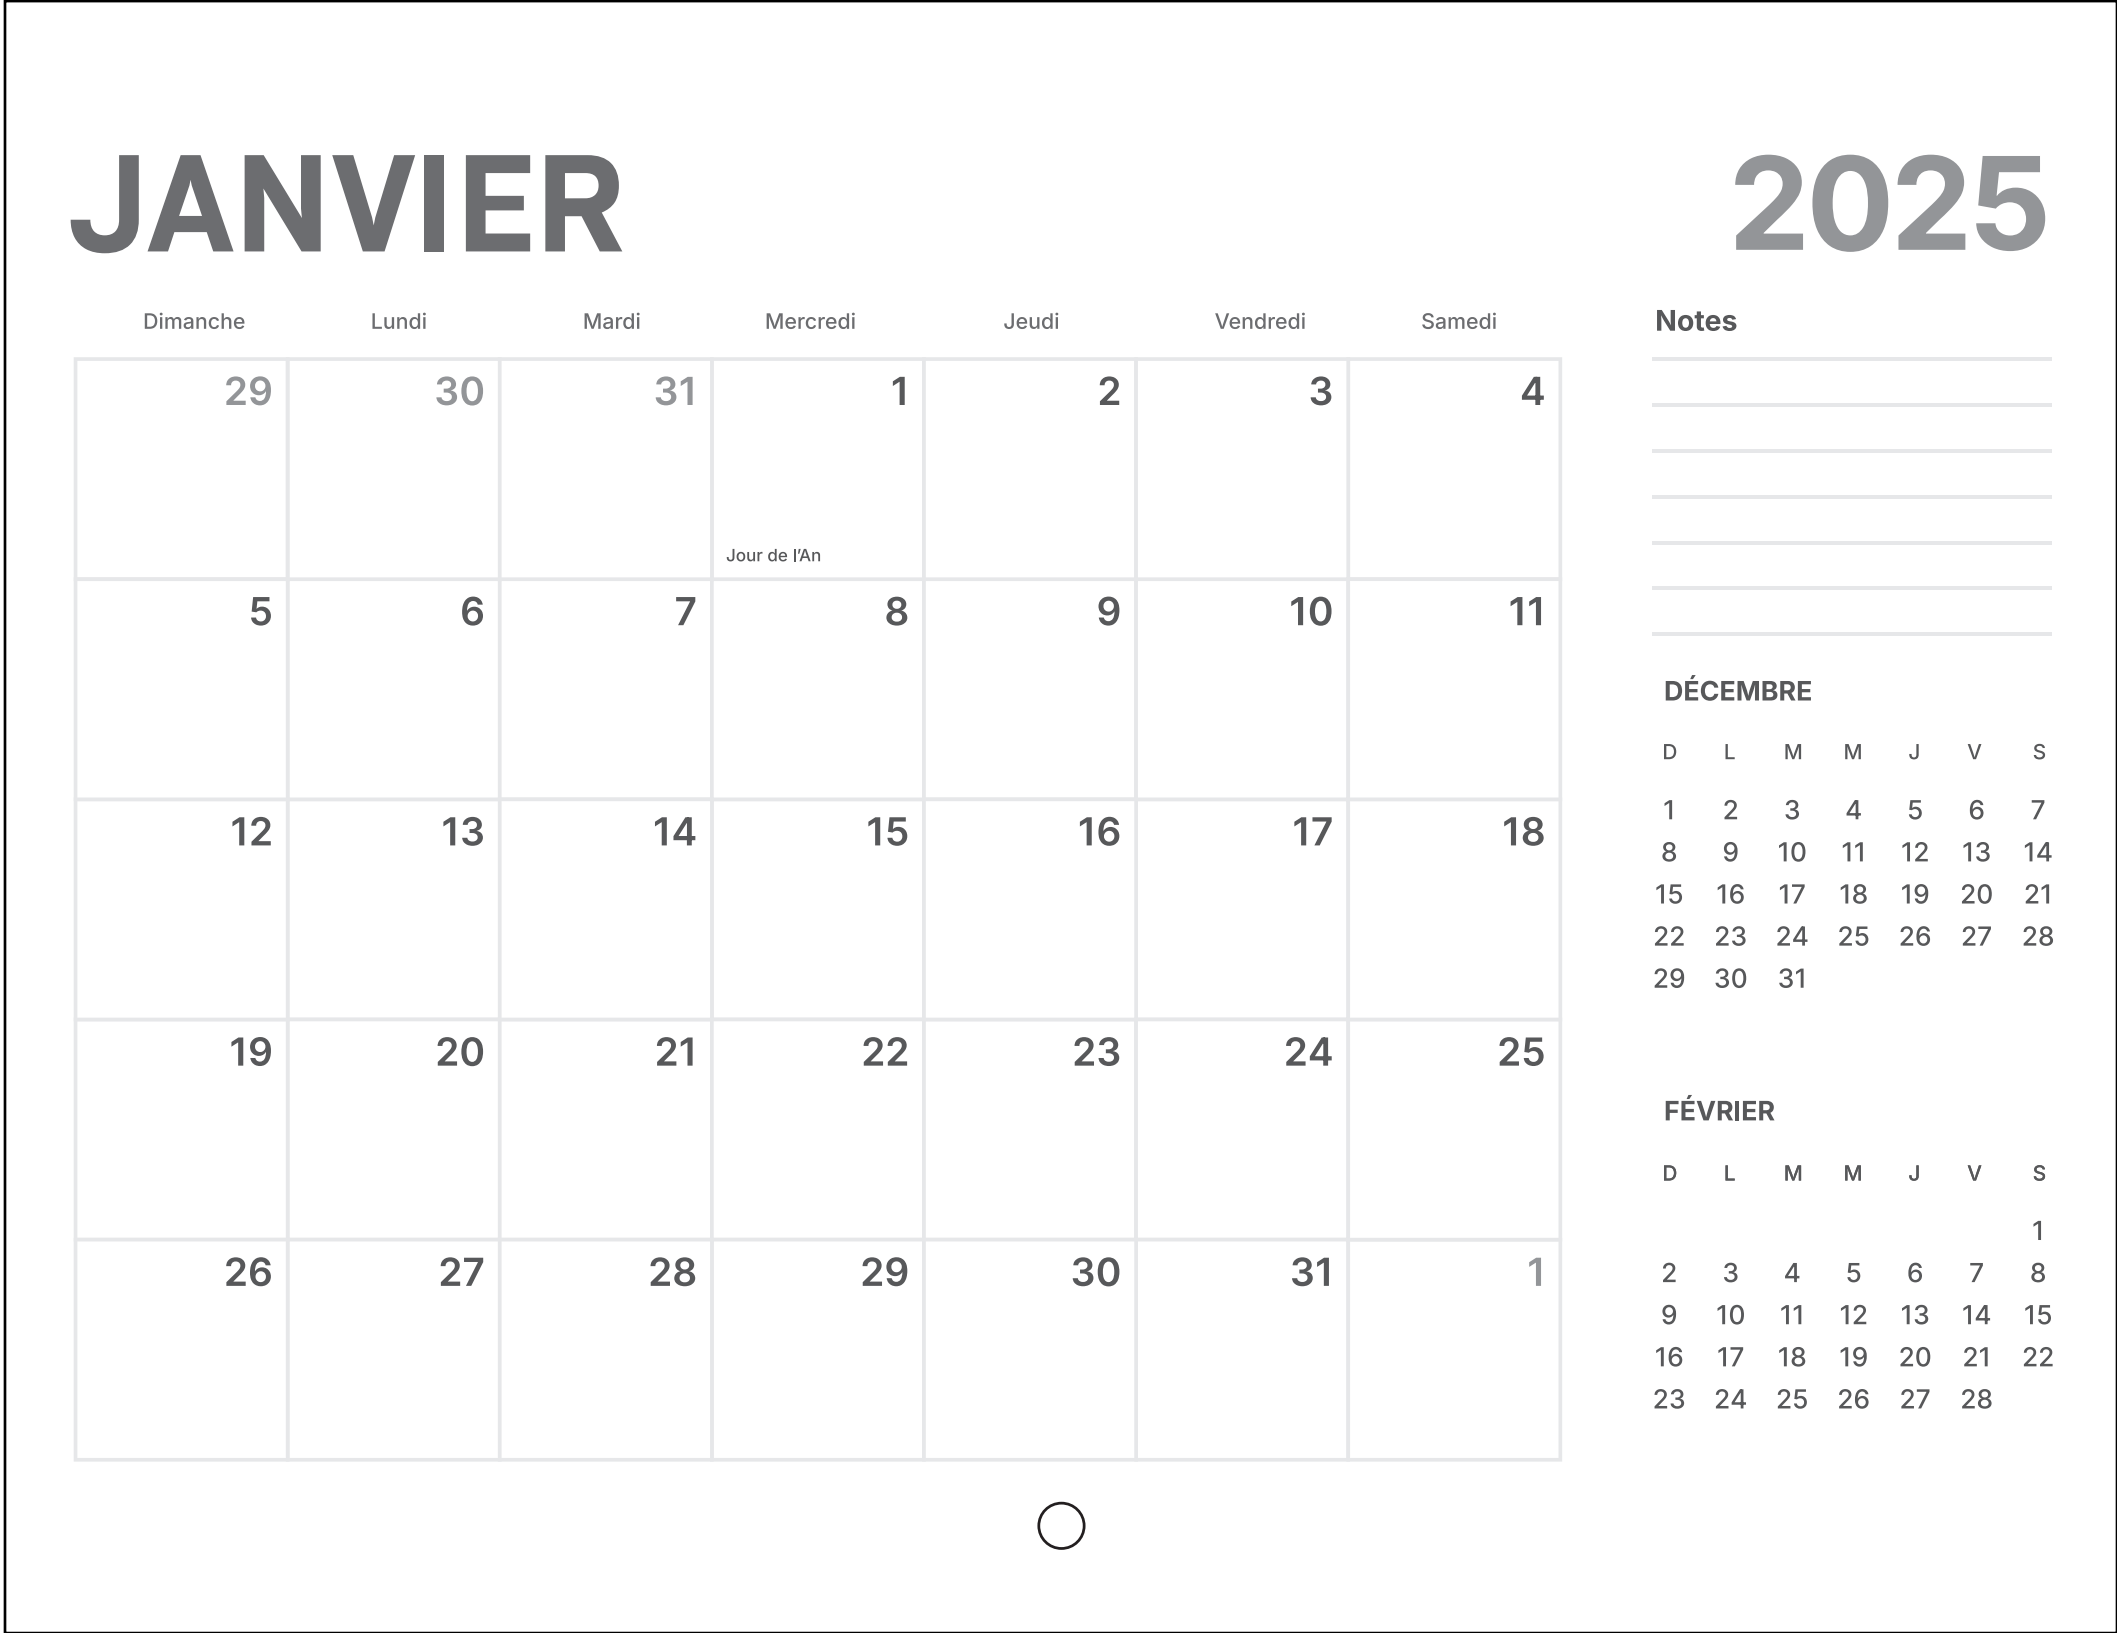 JANVIER 2025
Dimanche Lundi Mardi Mercredi Jeudi Vendredi Samedi
29 30 31 1 2 3 4
Jour de l'An
5 6 7 8 9 10 11
12 13 14 15 16 17 18
19 20 21 22 23 24 25
26 27 28 29 30 31 1
Notes
DÉCEMBRE
D L M M J V S
1 2 3 4 5 6 7
8 9 10 11 12 13 14
15 16 17 18 19 20 21
22 23 24 25 26 27 28
29 30 31
FÉVRIER
D L M M J V S
1
2 3 4 5 6 7 8
9 10 11 12 13 14 15
16 17 18 19 20 21 22
23 24 25 26 27 28